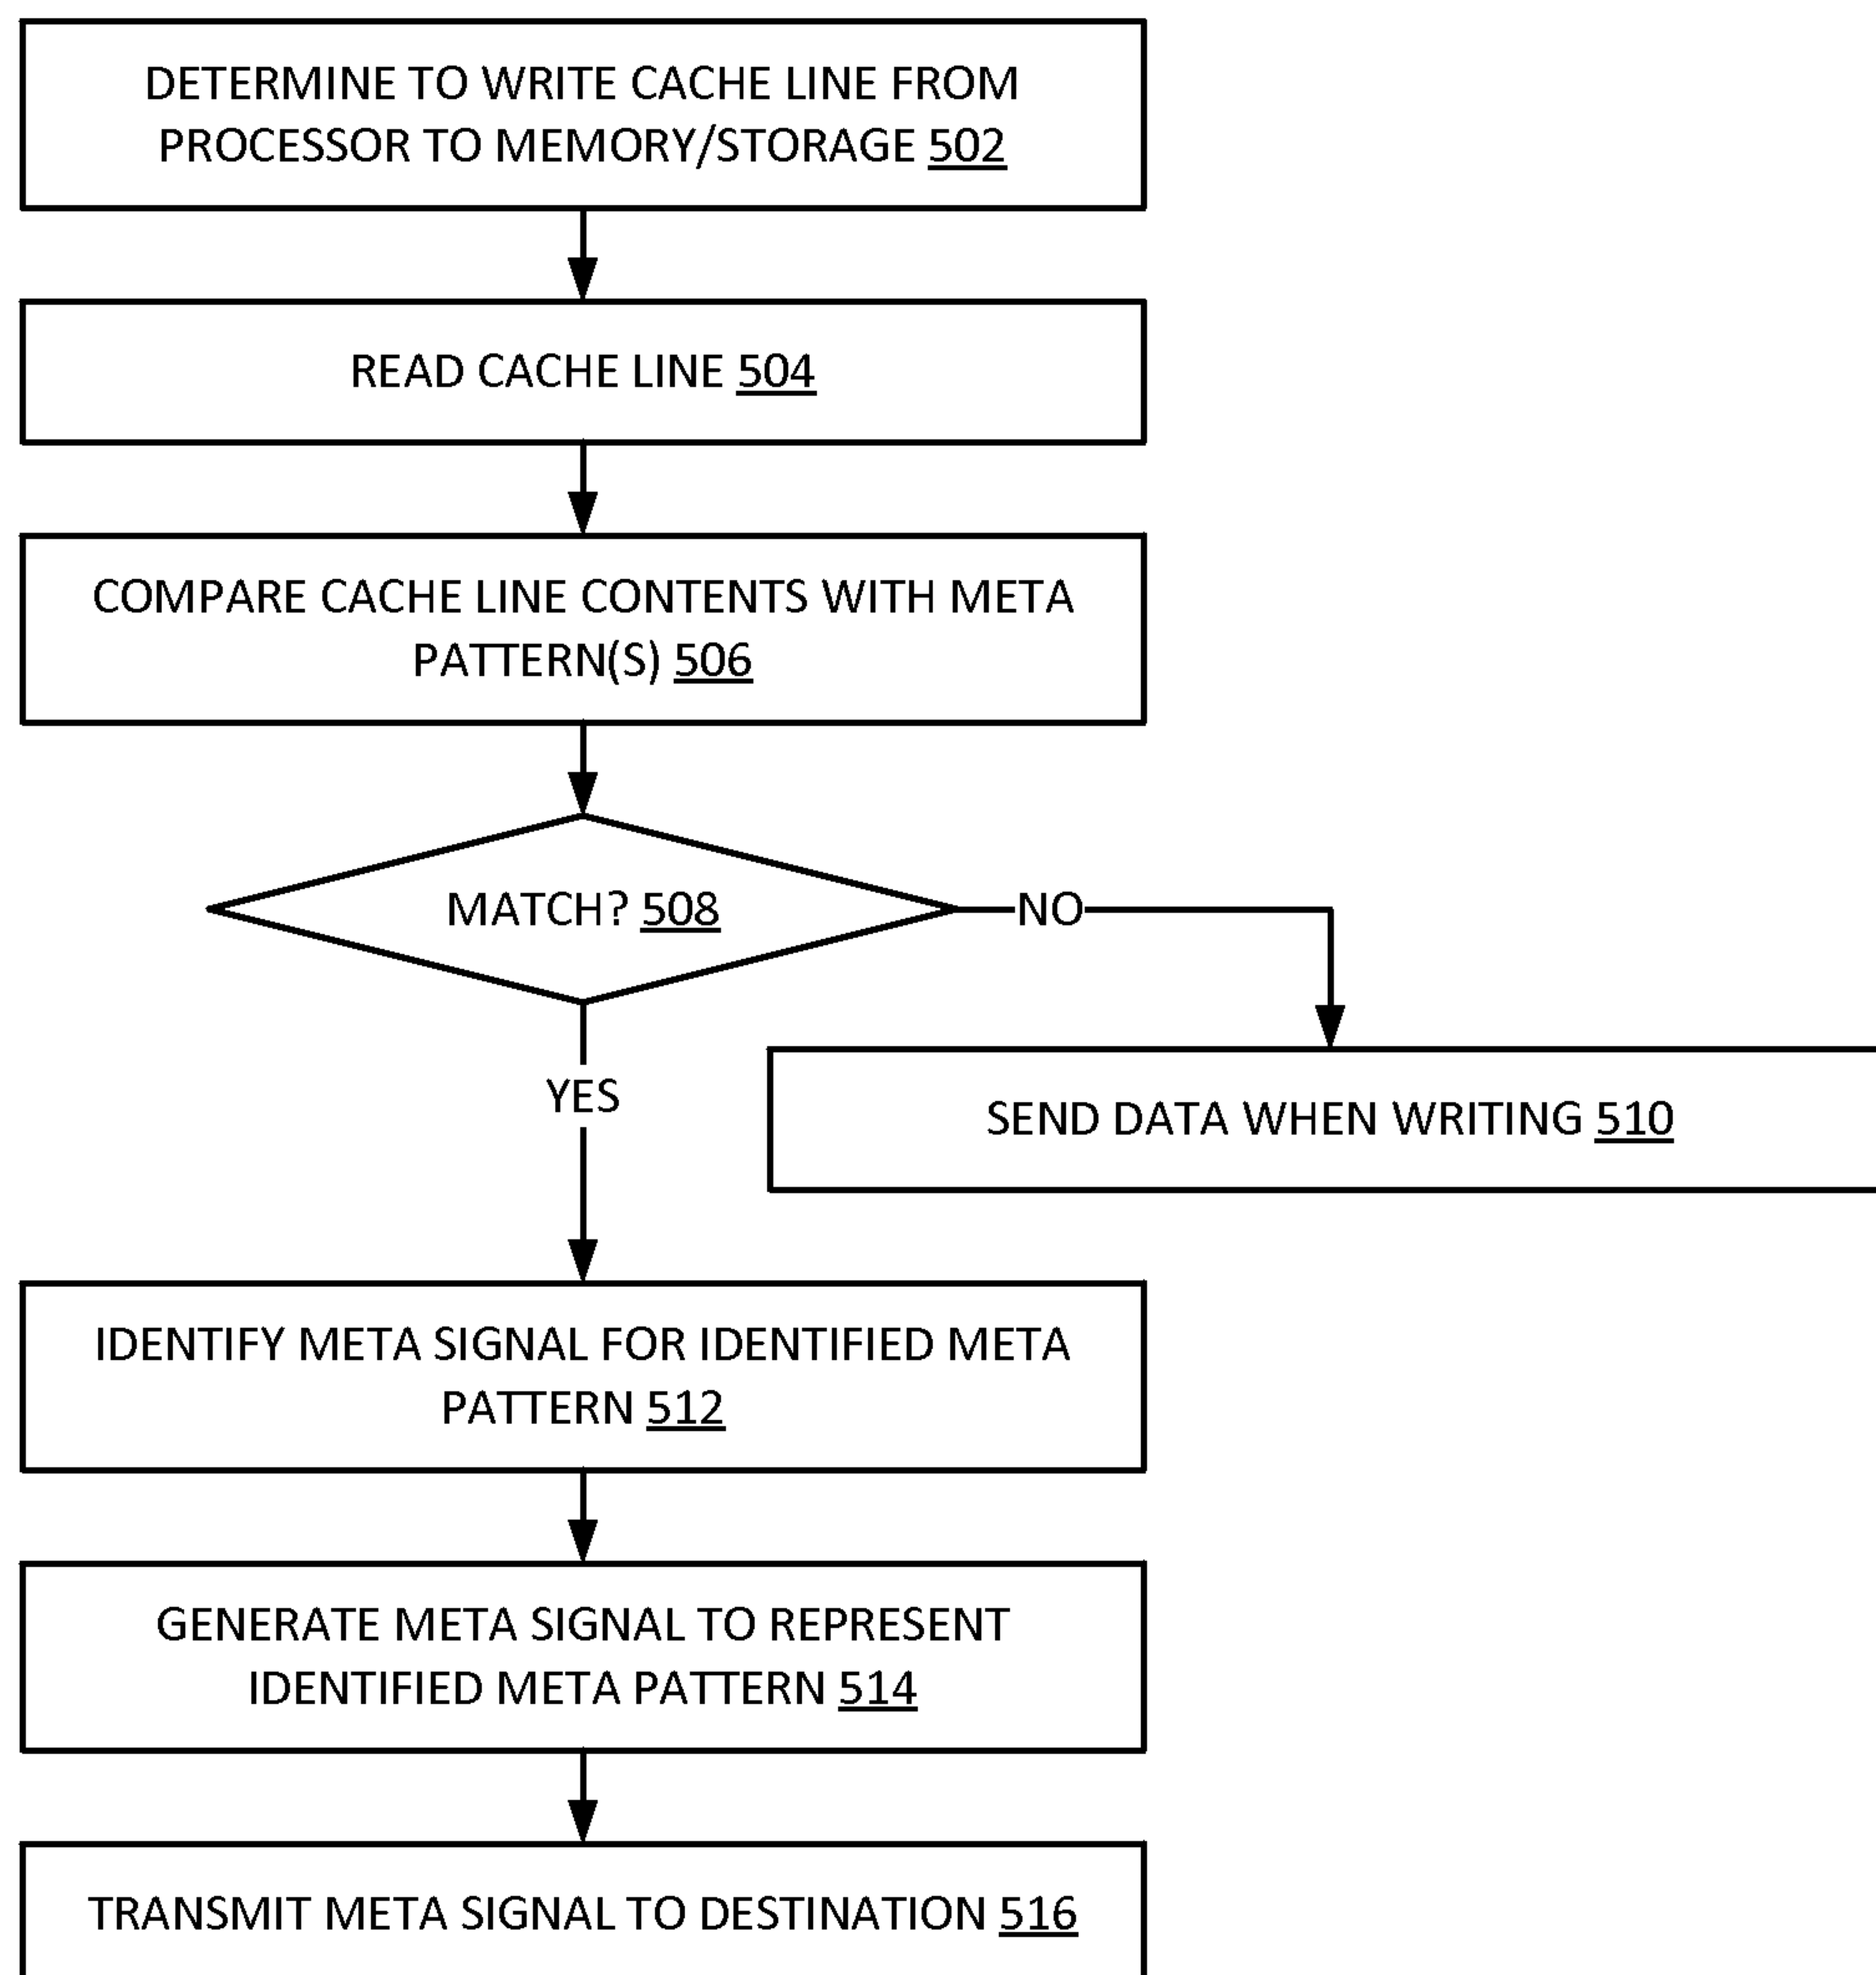 DETERMINE TO WRITE CACHE LINE FROM
PROCESSOR TO MEMORY/STORAGE 502
READ CACHE LINE 504
COMPARE CACHE LINE CONTENTS WITH META
PATTERN(S) 506
MATCH? 508
NO
YES
SEND DATA WHEN WRITING 510
IDENTIFY META SIGNAL FOR IDENTIFIED META
PATTERN 512
GENERATE META SIGNAL TO REPRESENT
IDENTIFIED META PATTERN 514
TRANSMIT META SIGNAL TO DESTINATION 516